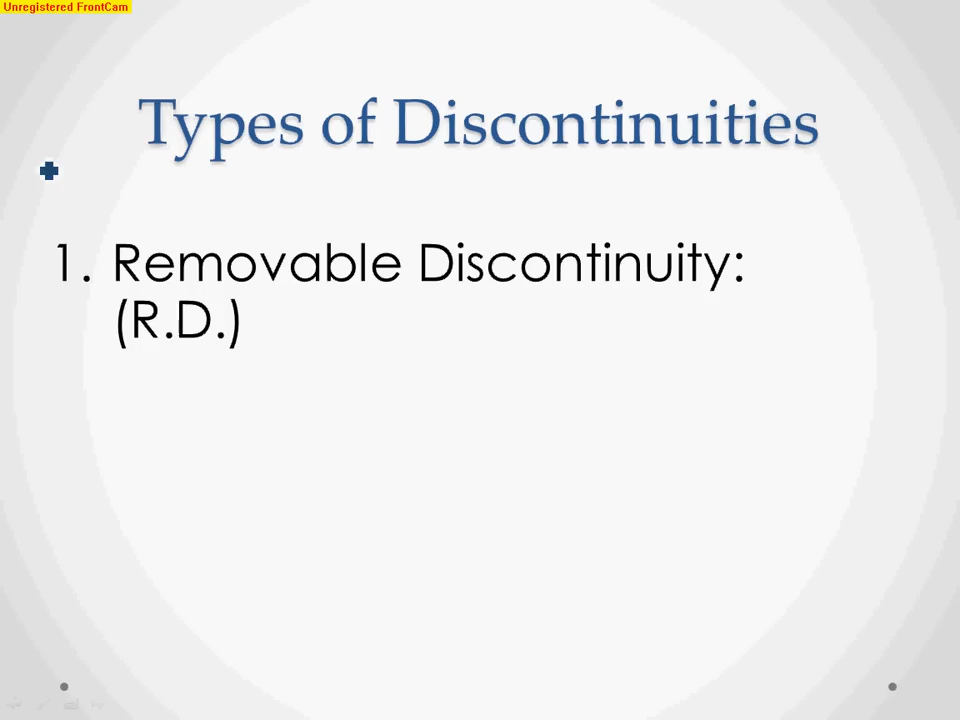 Unregistered FrontCam
Types of Discontinuities
1. Removable Discontinuity:
(R.D.)